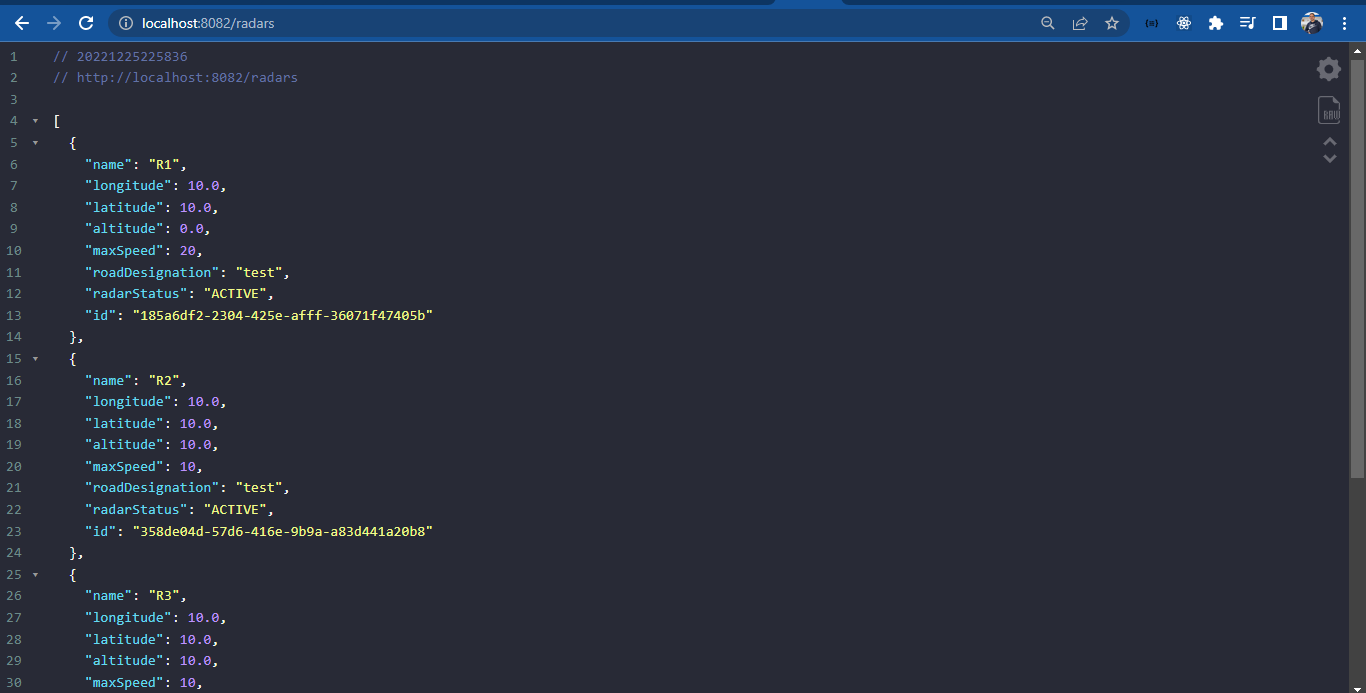 localhost:8082/radars
1 // 20221225225836
2 // http://localhost:8082/radars
3
4 [
5 {
6 "name": "R1",
7 "longitude": 10.0,
8 "latitude": 10.0,
9 "altitude": 0.0,
10 "maxSpeed": 20,
11 "roadDesignation": "test",
12 "radarStatus": "ACTIVE",
13 "id": "185a6df2-2304-425e-afff-36071f47405b"
14 },
15 {
16 "name": "R2",
17 "longitude": 10.0,
18 "latitude": 10.0,
19 "altitude": 10.0,
20 "maxSpeed": 10,
21 "roadDesignation": "test",
22 "radarStatus": "ACTIVE",
23 "id": "358de04d-57d6-416e-9b9a-a83d441a20b8"
24 },
25 {
26 "name": "R3",
27 "longitude": 10.0,
28 "latitude": 10.0,
29 "altitude": 10.0,
30 "maxSpeed": 10,
RAW